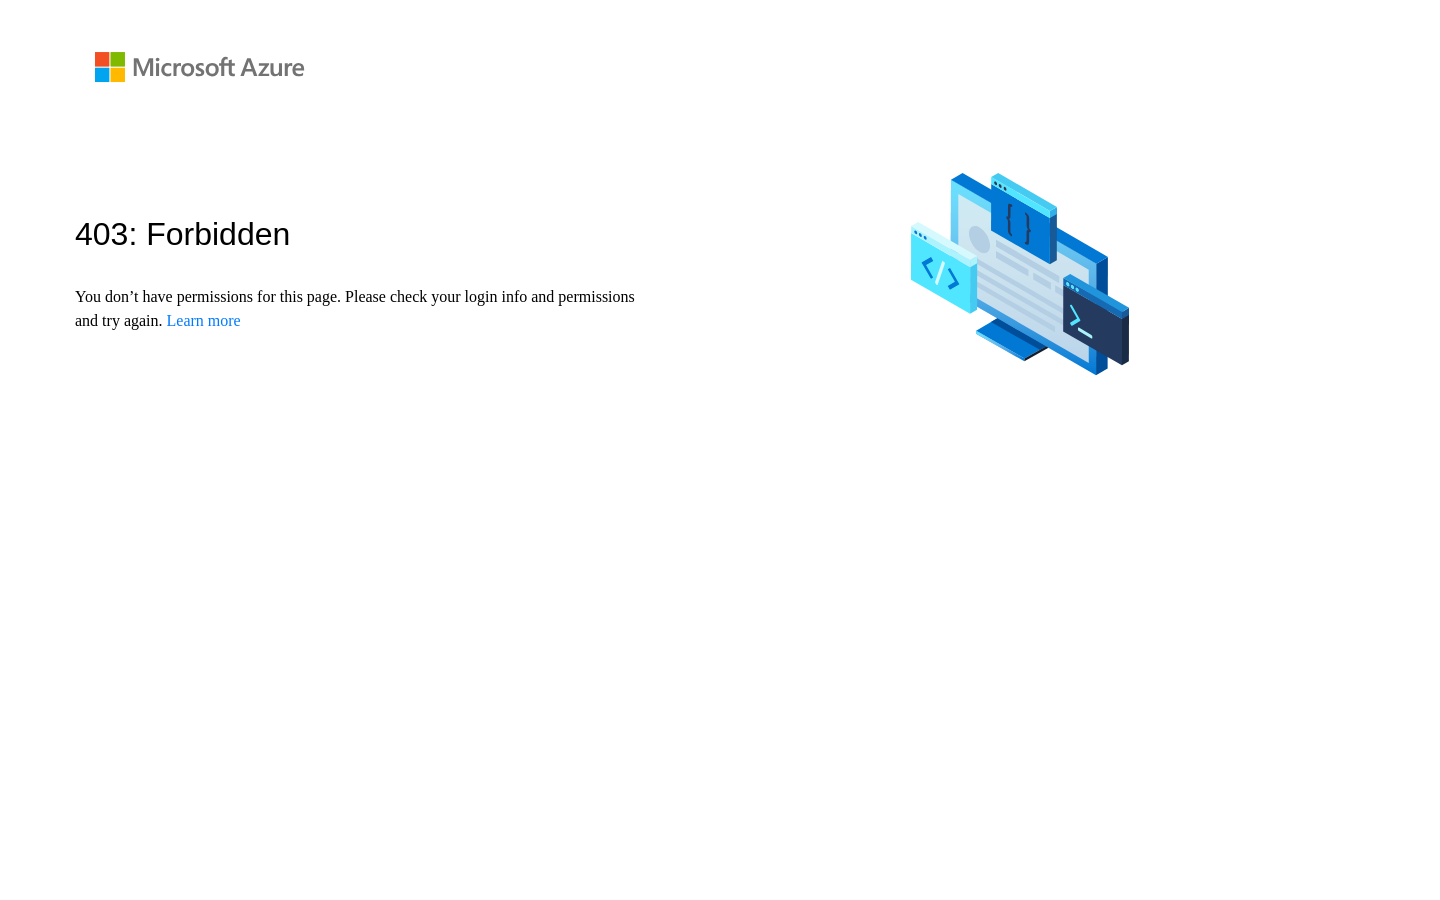 Microsoft Azure
403: Forbidden
You don’t have permissions for this page. Please check your login info and permissions
and try again. Learn more
{ }
</>
>_